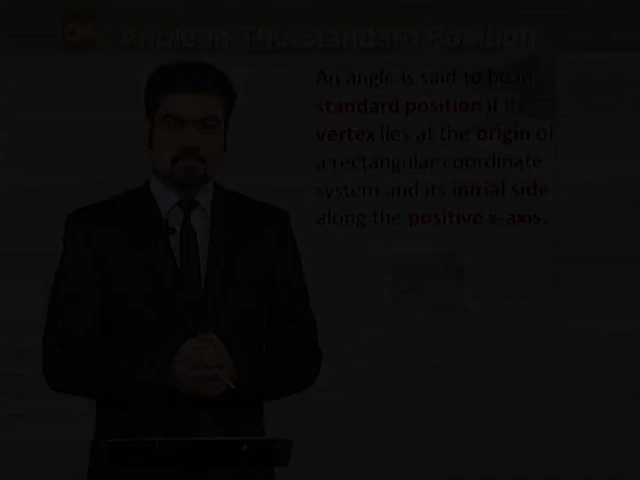 Angle In The Standard Position
An angle is said to be in
standard position if its
vertex lies at the origin of
a rectangular coordinate
system and its initial side
along the positive x-axis.